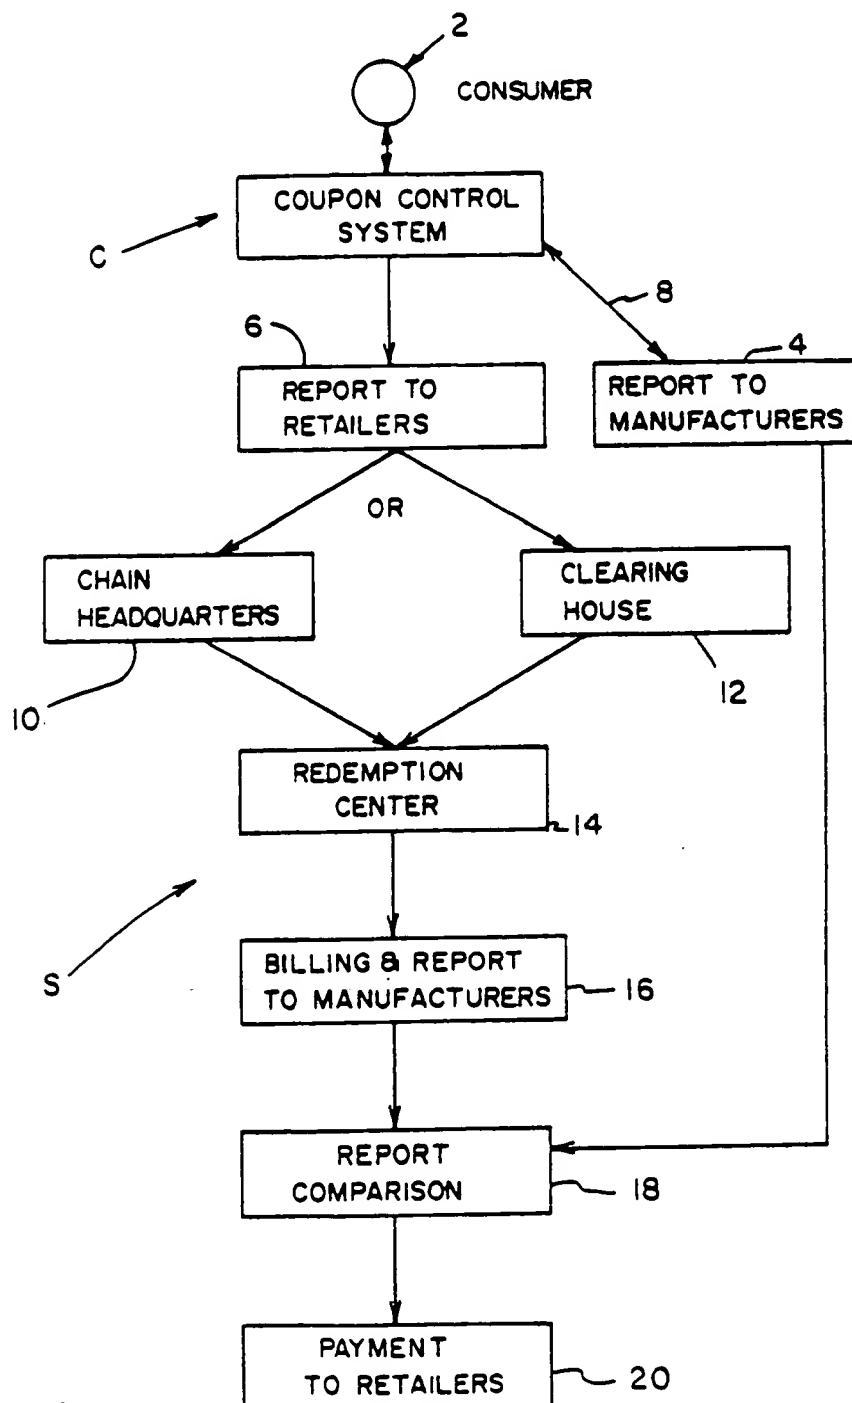 2
CONSUMER
COUPON CONTROL
SYSTEM
C
8
6
4
REPORT TO
RETAILERS
REPORT TO
MANUFACTURERS
OR
CHAIN
HEADQUARTERS
CLEARING
HOUSE
10
12
REDEMPTION
CENTER
14
S
BILLING & REPORT
TO MANUFACTURERS
16
REPORT
COMPARISON
18
PAYMENT
TO RETAILERS
20